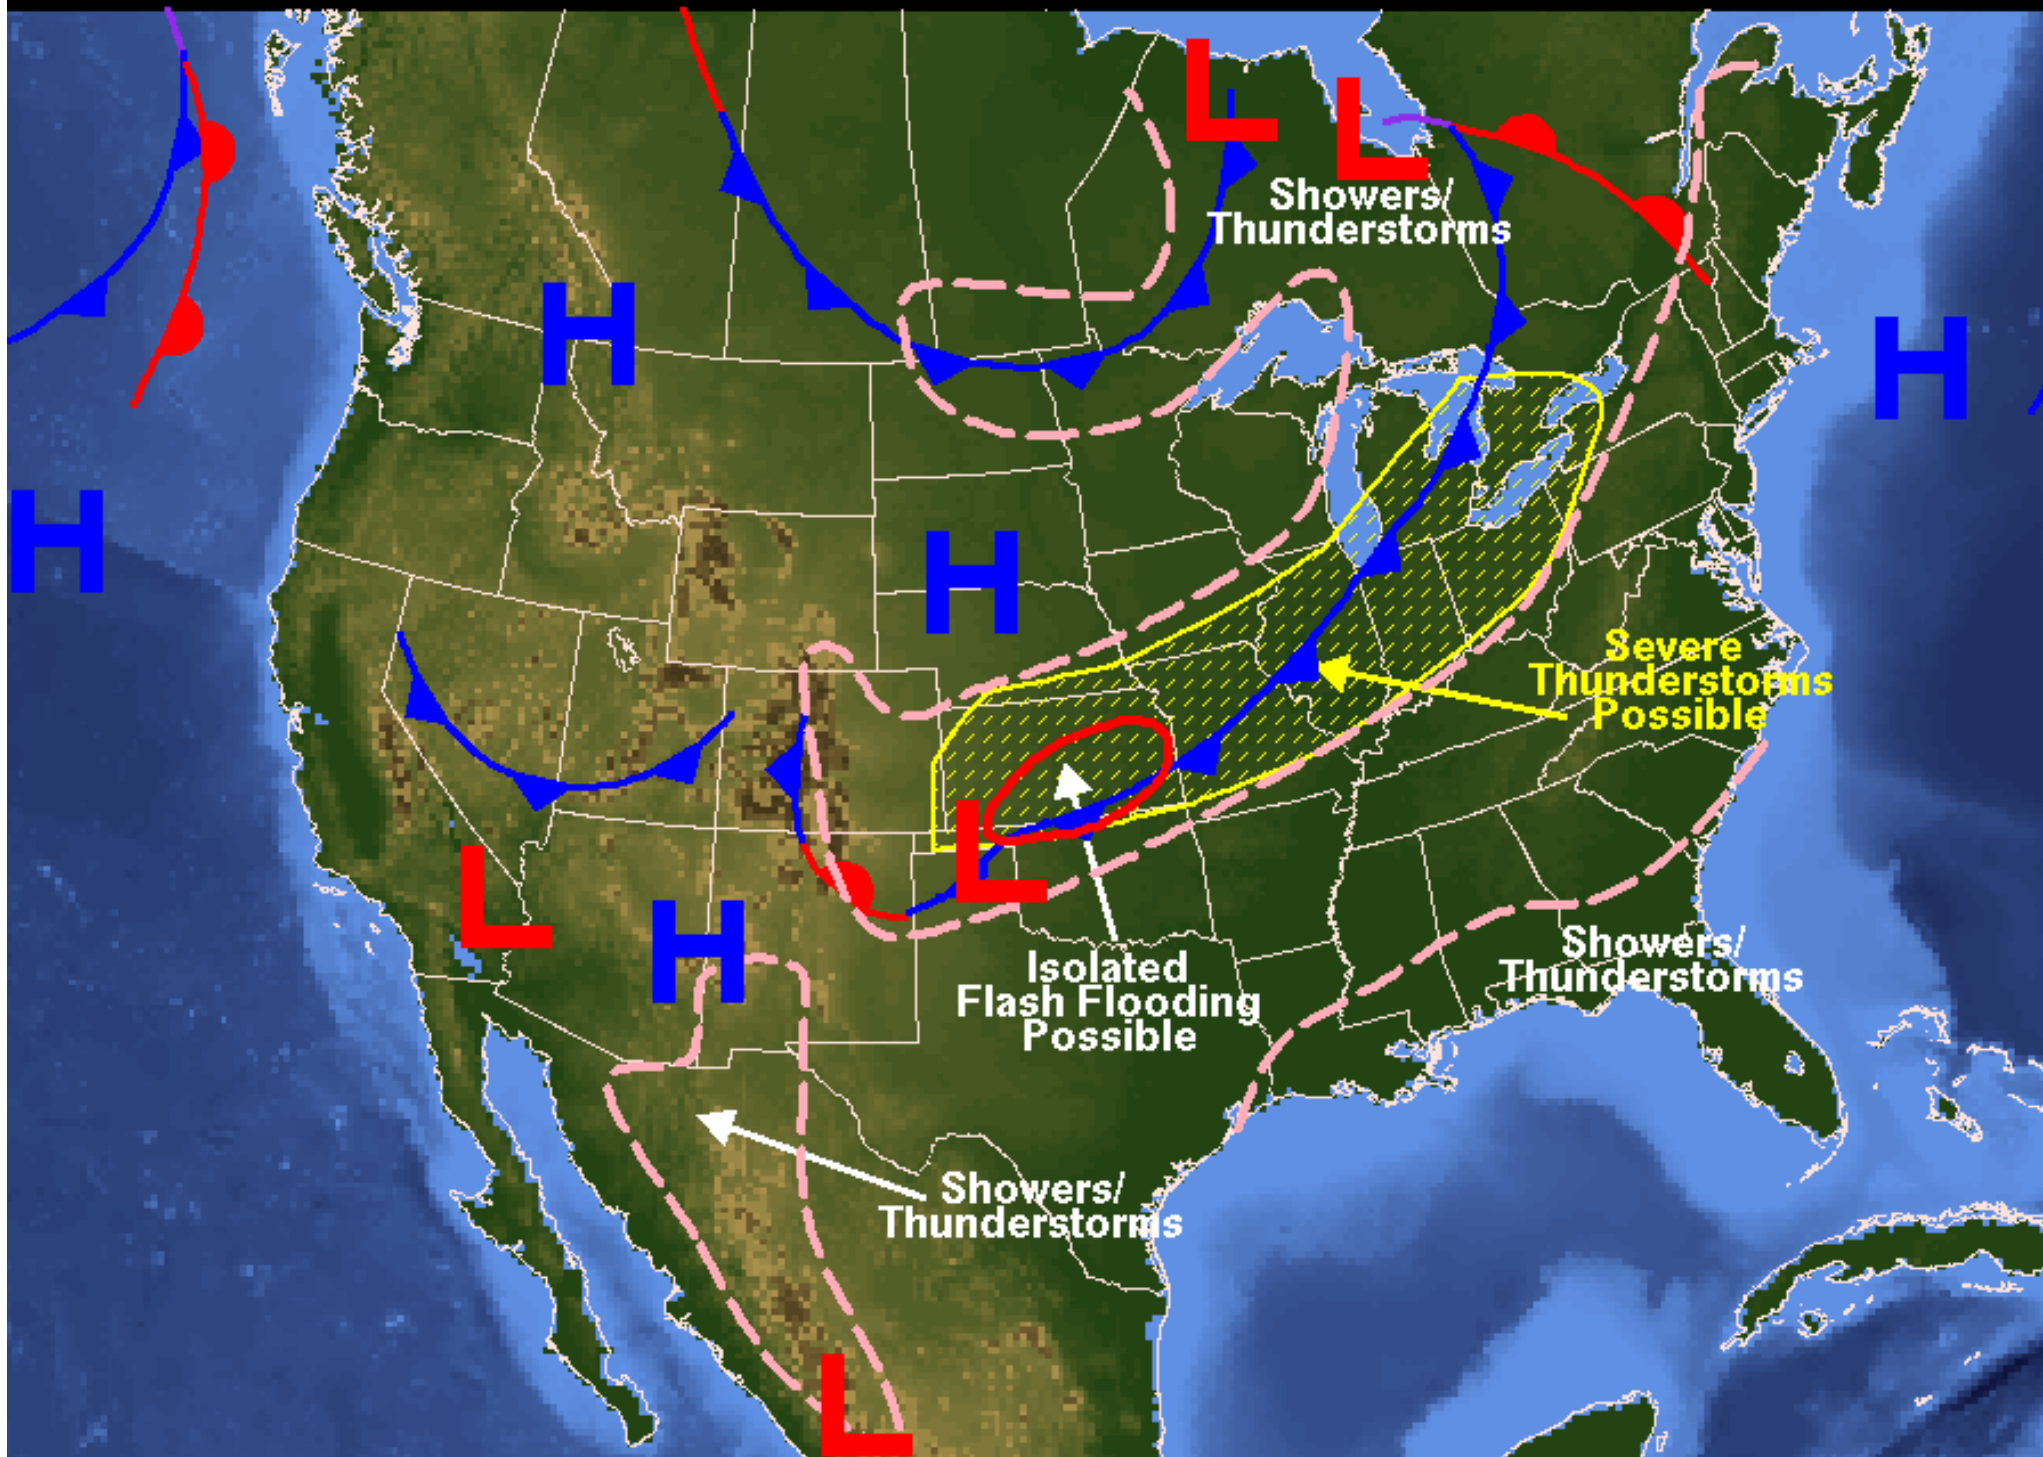 L
L
Showers/
Thunderstorms
H
H
H
H
Severe
Thunderstorms
Possible
L
L
H
Showers/
Thunderstorms
Isolated
Flash Flooding
Possible
Showers/
Thunderstorms
L